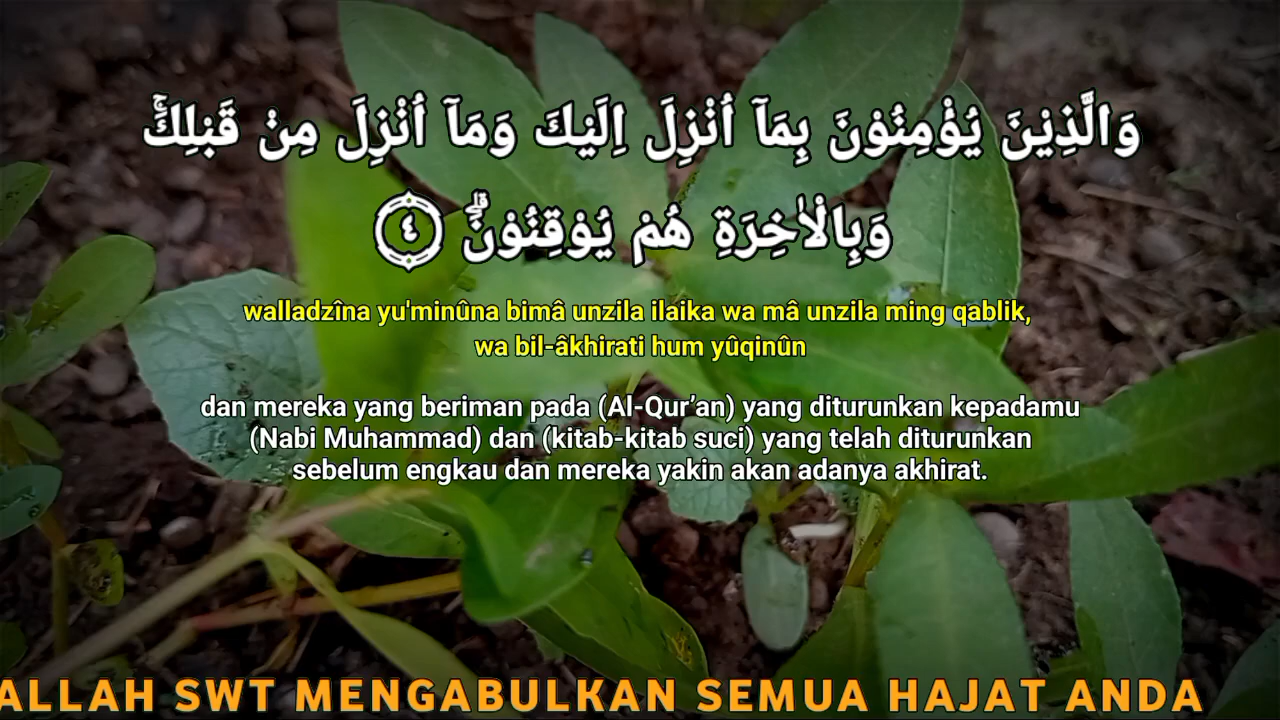 وَالَّذِيْنَ يُؤْمِنُوْنَ بِمَآ اُنْزِلَ اِلَيْكَ وَمَآ اُنْزِلَ مِنْ قَبْلِكَۚ
وَبِالْاٰخِرَةِ هُمْ يُوْقِنُوْنَۗ ٤
walladzîna yu'minûna bimâ unzila ilaika wa mâ unzila ming qablik,
wa bil-âkhirati hum yûqinûn
dan mereka yang beriman pada (Al-Qur’an) yang diturunkan kepadamu
(Nabi Muhammad) dan (kitab-kitab suci) yang telah diturunkan
sebelum engkau dan mereka yakin akan adanya akhirat.
ALLAH SWT MENGABULKAN SEMUA HAJAT ANDA